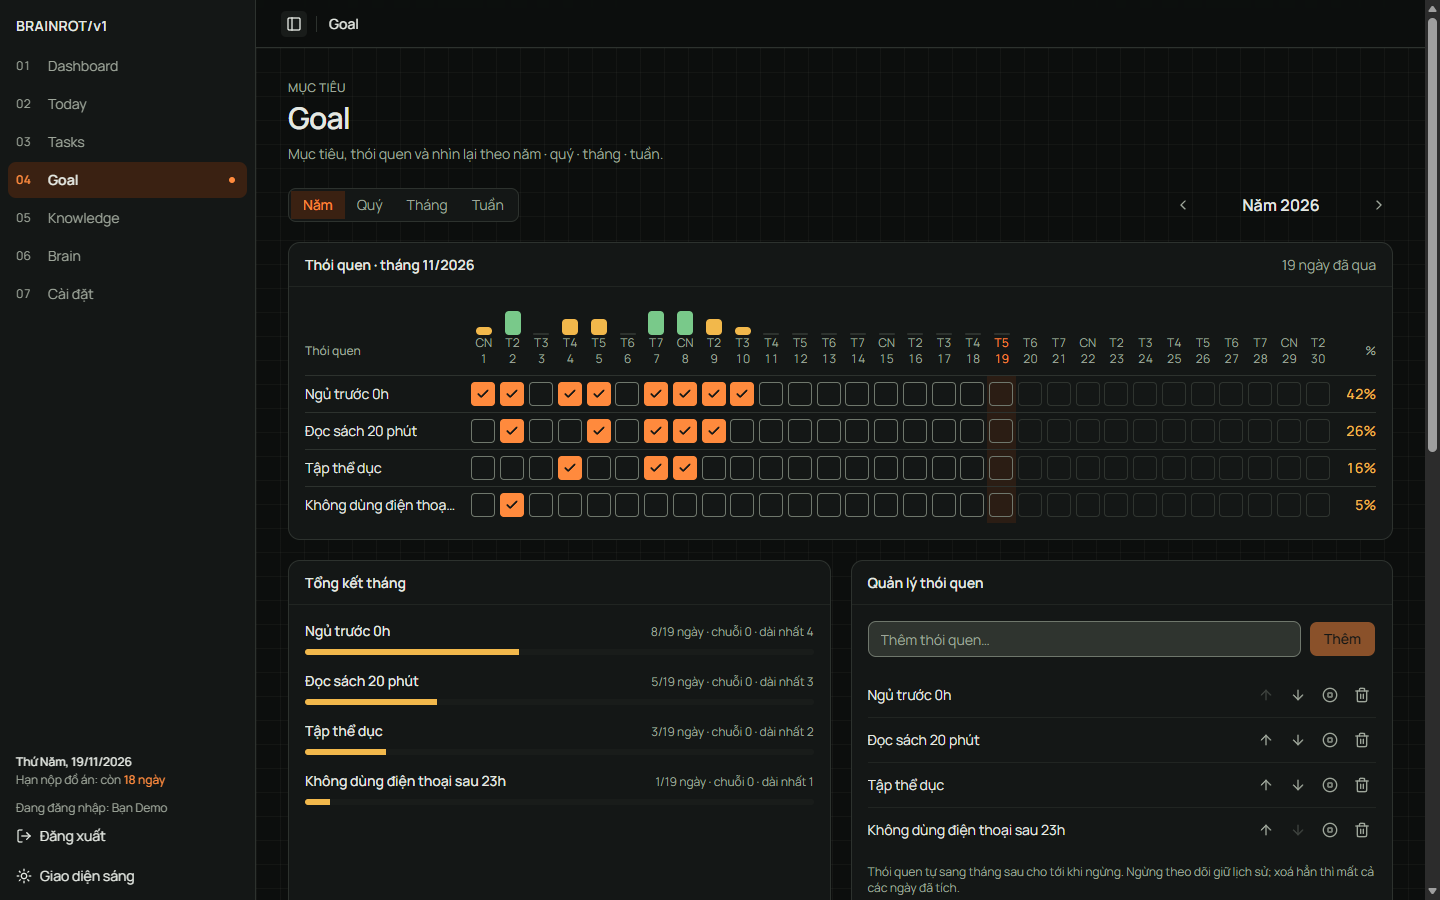 BRAINROT/v1
01 Dashboard
02 Today
03 Tasks
04 Goal
05 Knowledge
06 Brain
07 Cài đặt
Thứ Năm, 19/11/2026
Hạn nộp đồ án: còn 18 ngày
Đang đăng nhập: Bạn Demo
Đăng xuất
Giao diện sáng
Goal
MỤC TIÊU
Goal
Mục tiêu, thói quen và nhìn lại theo năm · quý · tháng · tuần.
Năm Quý Tháng Tuần
Năm 2026
Thói quen · tháng 11/2026
19 ngày đã qua
Thói quen CN T2 T3 T4 T5 T6 T7 CN T2 T3 T4 T5 T6 T7 CN T2 T3 T4 T5 T6 T7 CN T2 T3 T4 T5 T6 T7 CN T2 %
1 2 3 4 5 6 7 8 9 10 11 12 13 14 15 16 17 18 19 20 21 22 23 24 25 26 27 28 29 30
Ngủ trước 0h 42%
Đọc sách 20 phút 26%
Tập thể dục 16%
Không dùng điện thoạ... 5%
Tổng kết tháng
Ngủ trước 0h 8/19 ngày · chuỗi 0 · dài nhất 4
Đọc sách 20 phút 5/19 ngày · chuỗi 0 · dài nhất 3
Tập thể dục 3/19 ngày · chuỗi 0 · dài nhất 2
Không dùng điện thoại sau 23h 1/19 ngày · chuỗi 0 · dài nhất 1
Quản lý thói quen
Thêm thói quen... Thêm
Ngủ trước 0h
Đọc sách 20 phút
Tập thể dục
Không dùng điện thoại sau 23h
Thói quen tự sang tháng sau cho tới khi ngừng. Ngừng theo dõi giữ lịch sử; xoá hẳn thì mất cả
các ngày đã tích.